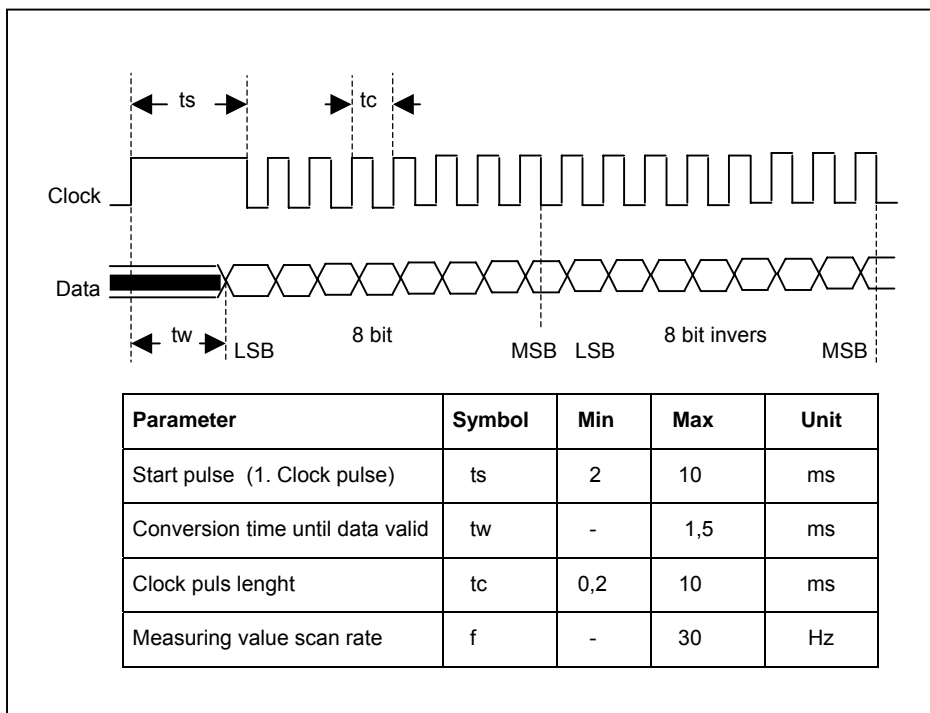 ts
tc
Clock
Data
tw
LSB
8 bit
MSB
LSB
8 bit invers
MSB
Parameter Symbol Min Max Unit
Start pulse (1. Clock pulse) ts 2 10 ms
Conversion time until data valid tw - 1,5 ms
Clock puls lenght tc 0,2 10 ms
Measuring value scan rate f - 30 Hz